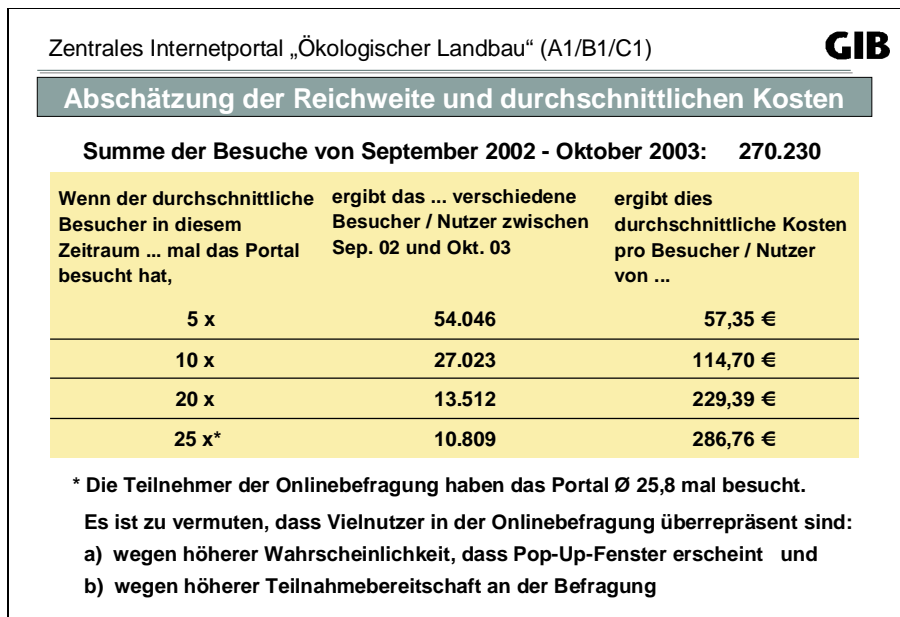 Zentrales Internetportal „Ökologischer Landbau“ (A1/B1/C1) GIB
Abschätzung der Reichweite und durchschnittlichen Kosten
Summe der Besuche von September 2002 - Oktober 2003: 270.230
Wenn der durchschnittliche ergibt das ... verschiedene ergibt dies
Besucher in diesem Besucher / Nutzer zwischen durchschnittliche Kosten
Zeitraum ... mal das Portal Sep. 02 und Okt. 03 pro Besucher / Nutzer
besucht hat, von ...
5 x 54.046 57,35 €
10 x 27.023 114,70 €
20 x 13.512 229,39 €
25 x* 10.809 286,76 €
* Die Teilnehmer der Onlinebefragung haben das Portal Ø 25,8 mal besucht.
Es ist zu vermuten, dass Vielnutzer in der Onlinebefragung überrepräsent sind:
a) wegen höherer Wahrscheinlichkeit, dass Pop-Up-Fenster erscheint und
b) wegen höherer Teilnahmebereitschaft an der Befragung